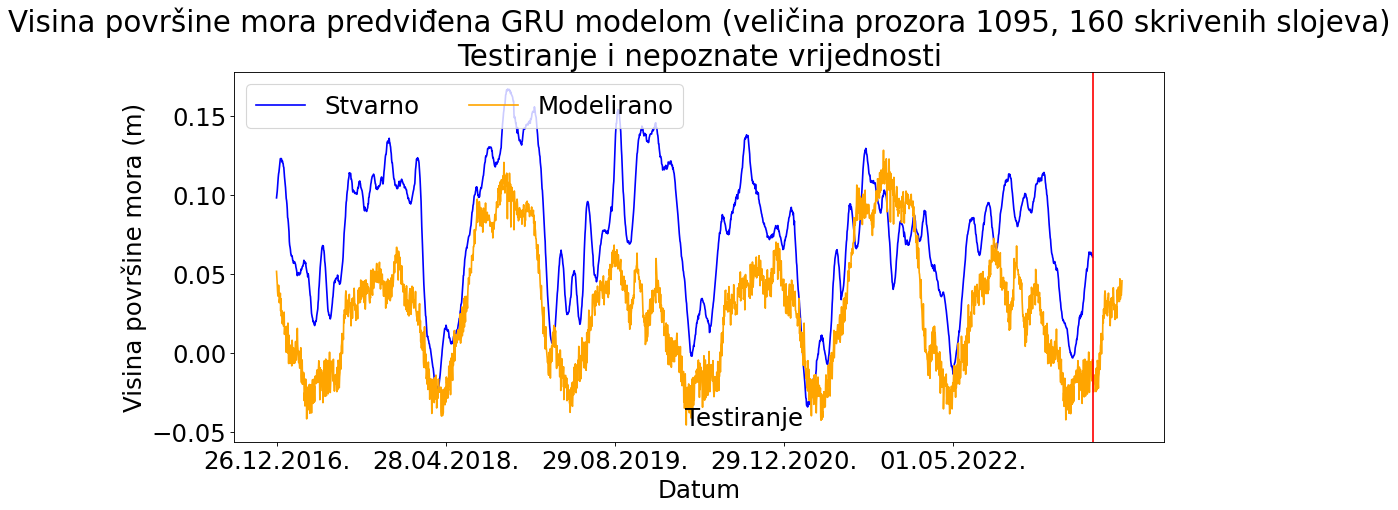 Visina površine mora predviđena GRU modelom (veličina prozora 1095, 160 skrivenih slojeva)
Testiranje i nepoznate vrijednosti
Stvarno Modelirano
Visina površine mora (m)
0.15
0.10
0.05
0.00
−0.05
Testiranje
26.12.2016. 28.04.2018. 29.08.2019. 29.12.2020. 01.05.2022.
Datum